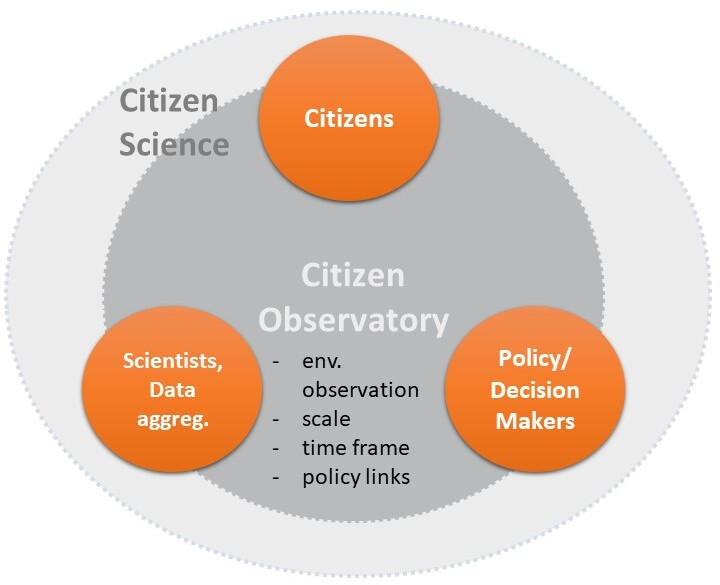 Citizen
Science
Citizens
Citizen
Observatory
Scientists,
Data
aggreg.
- env.
observation
- scale
- time frame
- policy links
Policy/
Decision
Makers